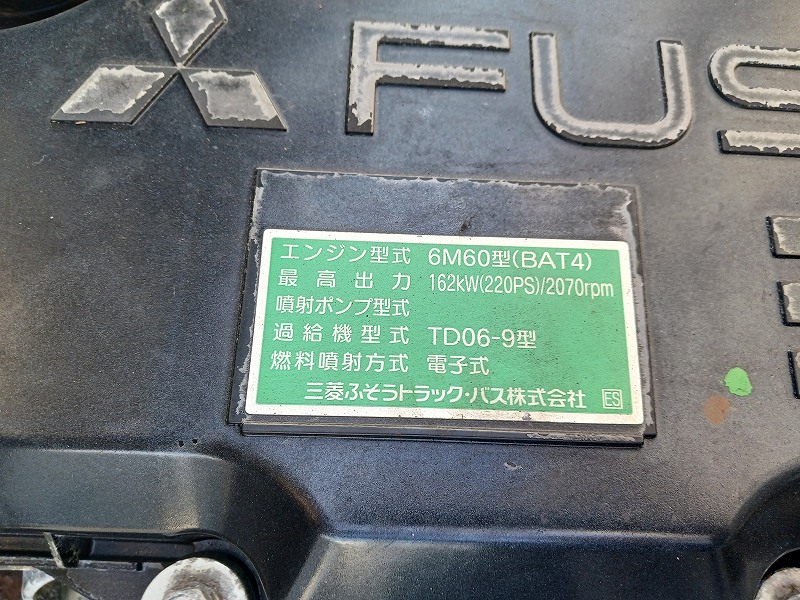 FUS
エンジン型式 6M60型(BAT4)
最高出力 162kW(220PS)/2070rpm
噴射ポンプ型式
過給機型式 TD06-9型
燃料噴射方式 電子式
三菱ふそうトラック・バス株式会社 ES